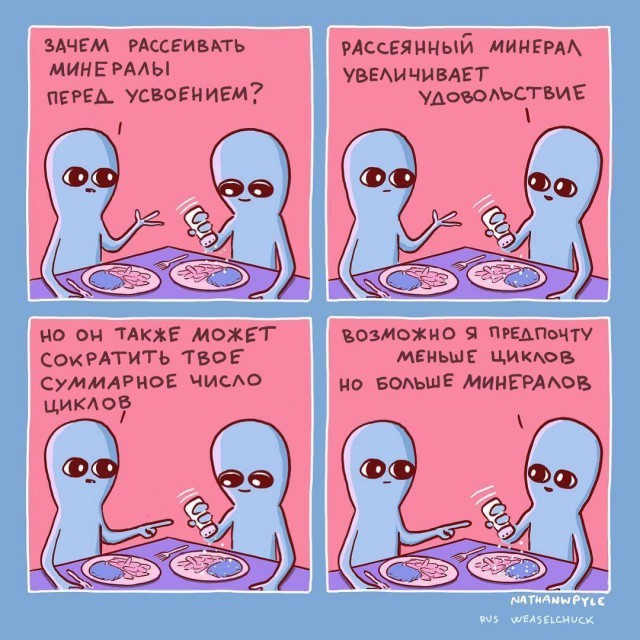 ЗАЧЕМ РАССЕИВАТЬ
МИНЕРАЛЫ
ПЕРЕД УСВОЕНИЕМ?
РАССЕЯННЫЙ МИНЕРАЛ
УВЕЛИЧИВАЕТ
УДОВОЛЬСТВИЕ
НО ОН ТАКЖЕ МОЖЕТ
СОКРАТИТЬ ТВОЕ
СУММАРНОЕ ЧИСЛО
ЦИКЛОВ
ВОЗМОЖНО Я ПРЕДПОЧТУ
МЕНЬШЕ ЦИКЛОВ
НО БОЛЬШЕ МИНЕРАЛОВ
NATHANWPYLE
RUS WEASELCHUCK